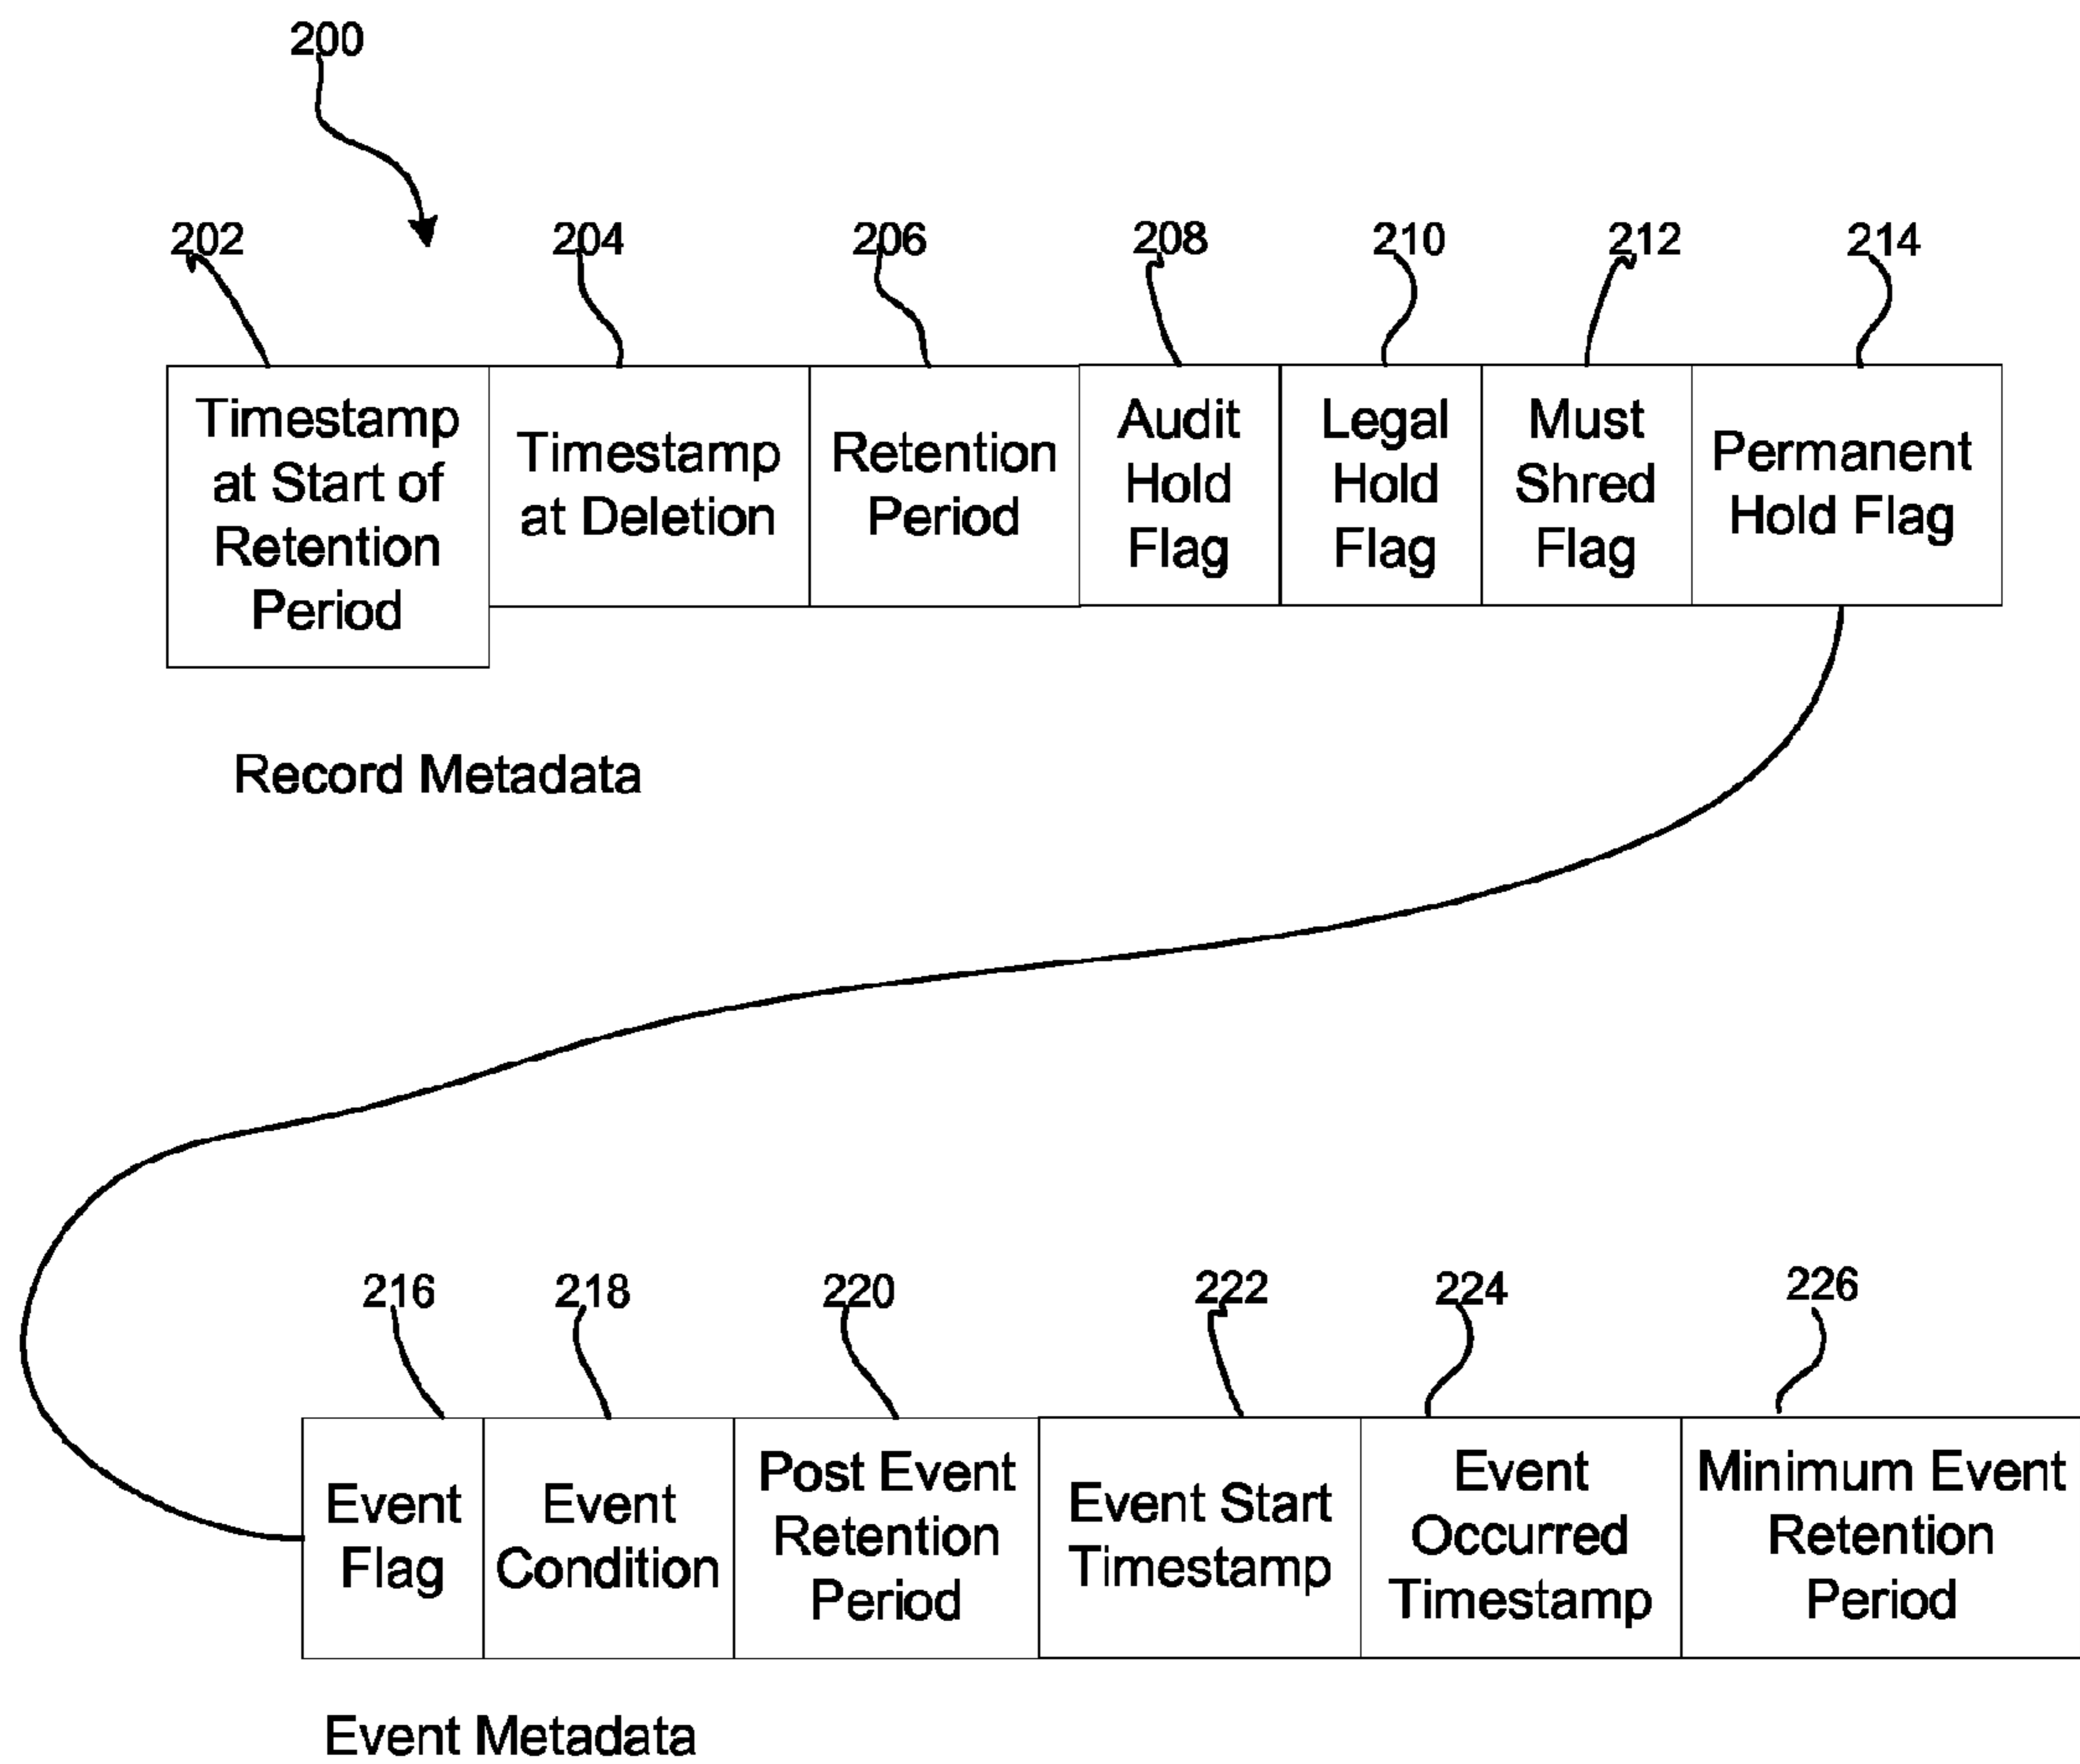 200
202
204
206
208
210
212
214
Timestamp
at Start of
Retention
Period
Timestamp
at Deletion
Retention
Period
Audit
Hold
Flag
Legal
Hold
Flag
Must
Shred
Flag
Permanent
Hold Flag
Record Metadata
216
218
220
222
224
226
Event
Flag
Event
Condition
Post Event
Retention
Period
Event Start
Timestamp
Event
Occurred
Timestamp
Minimum Event
Retention
Period
Event Metadata